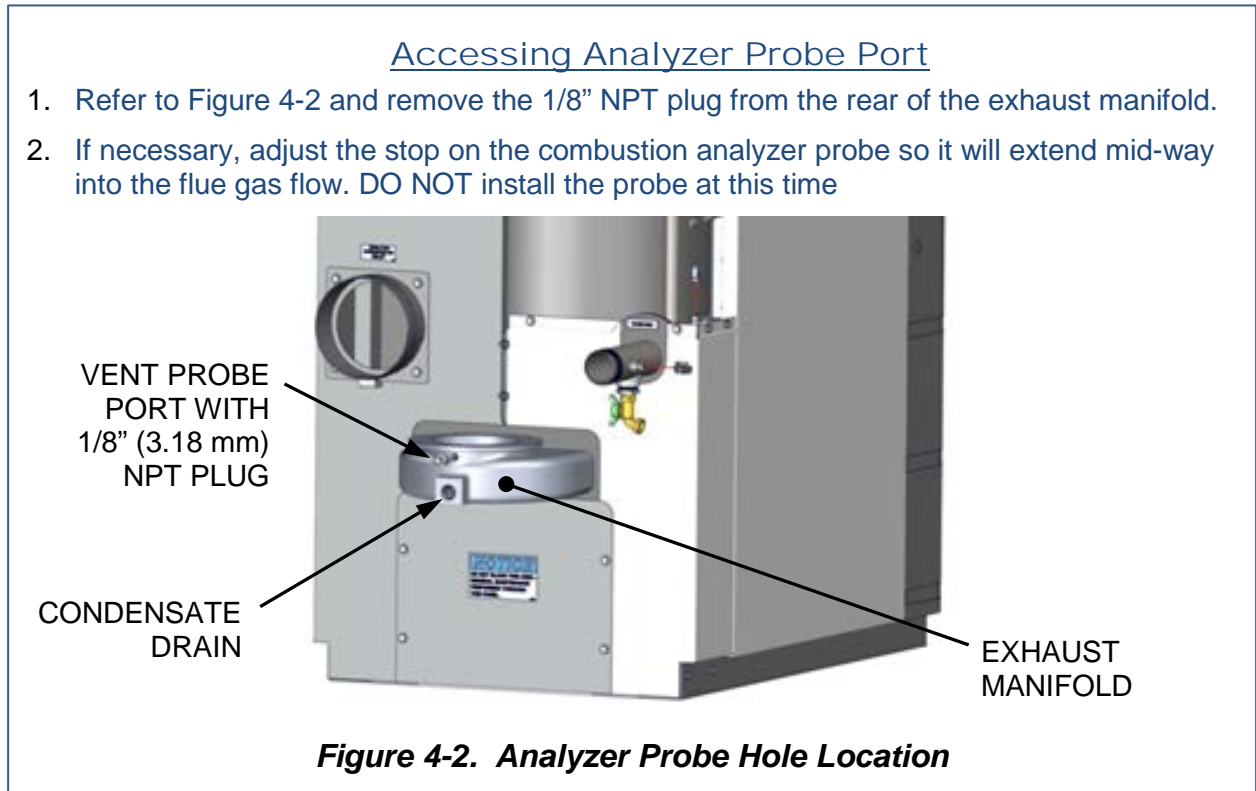 Accessing Analyzer Probe Port
1. Refer to Figure 4-2 and remove the 1/8” NPT plug from the rear of the exhaust manifold.
2. If necessary, adjust the stop on the combustion analyzer probe so it will extend mid-way
into the flue gas flow. DO NOT install the probe at this time
VENT PROBE
PORT WITH
1/8” (3.18 mm)
NPT PLUG
CONDENSATE
DRAIN
NOTICE
EXHAUST
MANIFOLD
Figure 4-2. Analyzer Probe Hole Location